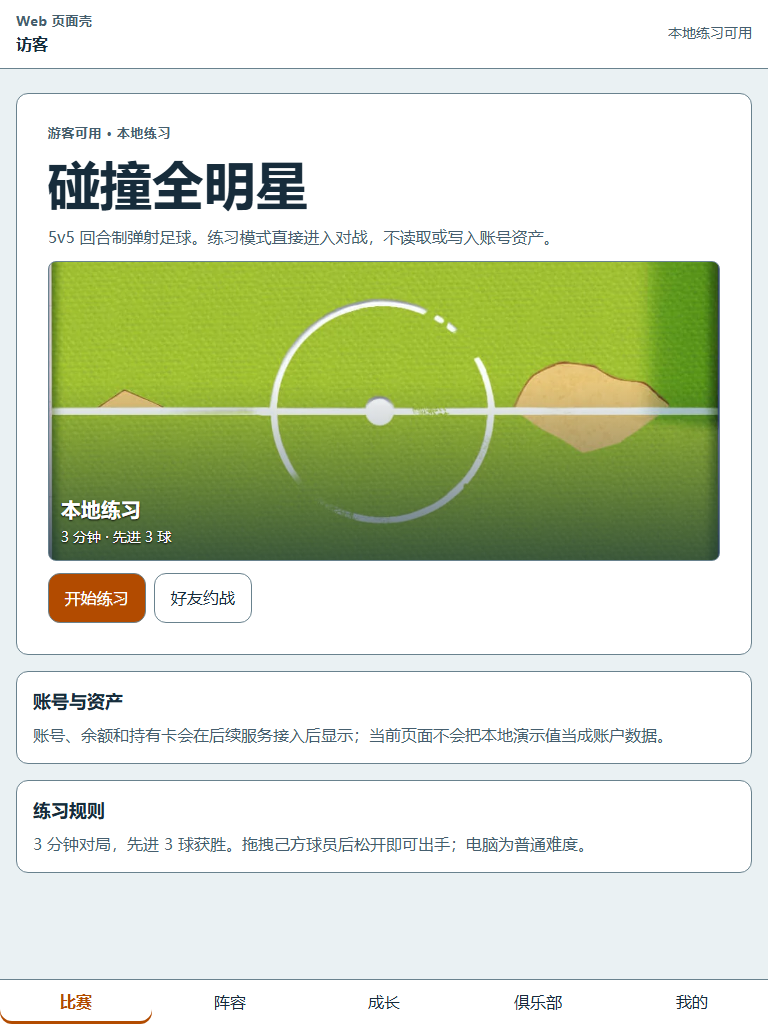 Web 页面壳
访客
本地练习可用
游客可用 • 本地练习
碰撞全明星
5v5 回合制弹射足球。练习模式直接进入对战，不读取或写入账号资产。
本地练习
3 分钟 · 先进 3 球
开始练习
好友约战
账号与资产
账号、余额和持有卡会在后续服务接入后显示；当前页面不会把本地演示值当成账户数据。
练习规则
3 分钟对局，先进 3 球获胜。拖拽己方球员后松开即可出手；电脑为普通难度。
比赛
阵容
成长
俱乐部
我的